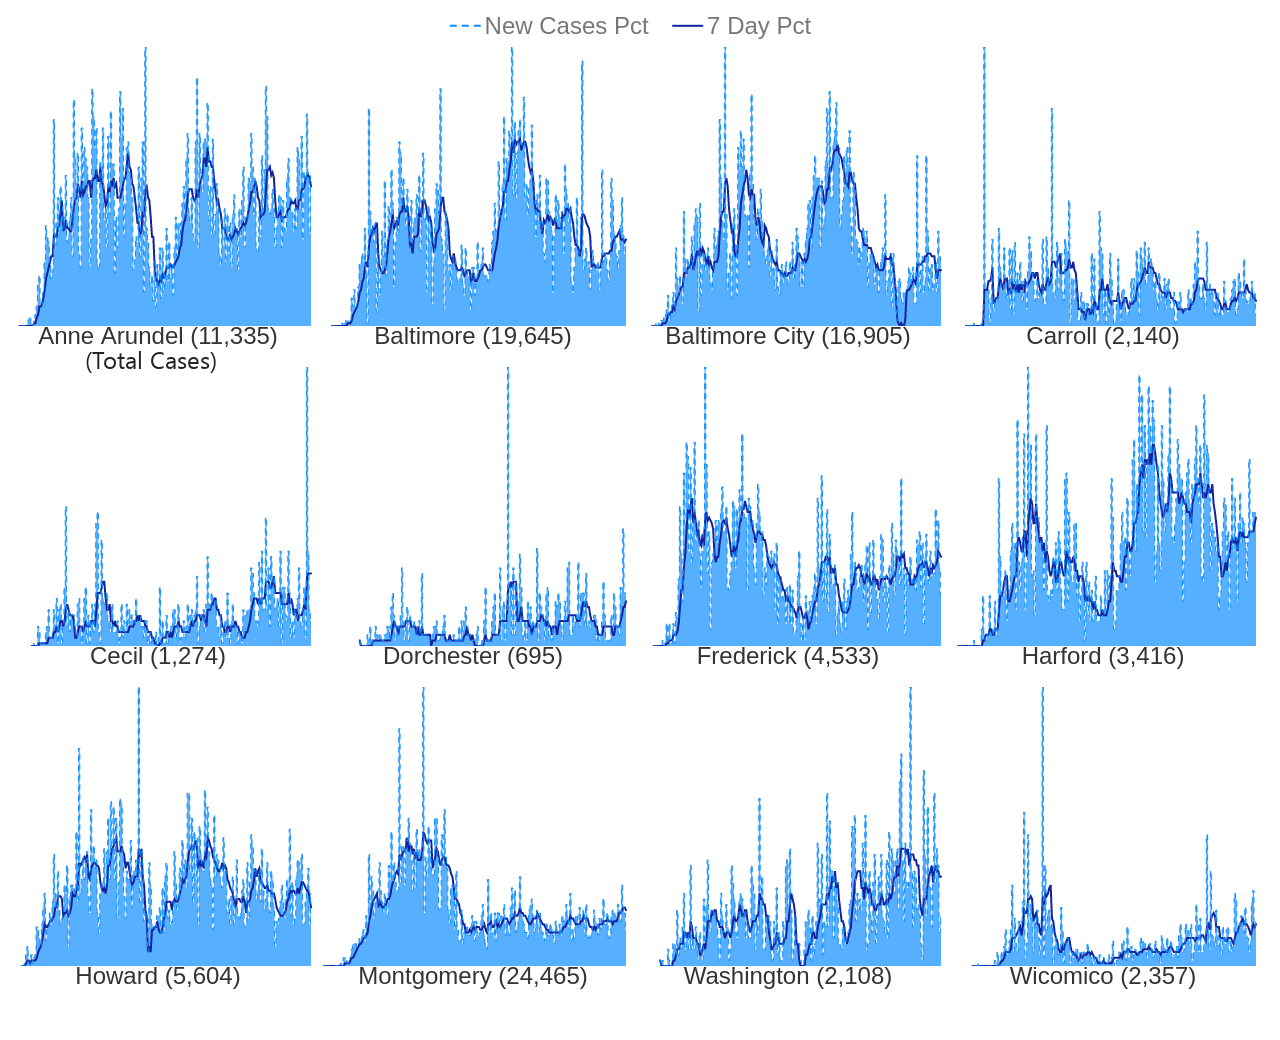 New Cases Pct 7 Day Pct
Anne Arundel (11,335) Baltimore (19,645) Baltimore City (16,905) Carroll (2,140)
(Total Cases)
Cecil (1,274) Dorchester (695) Frederick (4,533) Harford (3,416)
Howard (5,604) Montgomery (24,465) Washington (2,108) Wicomico (2,357)